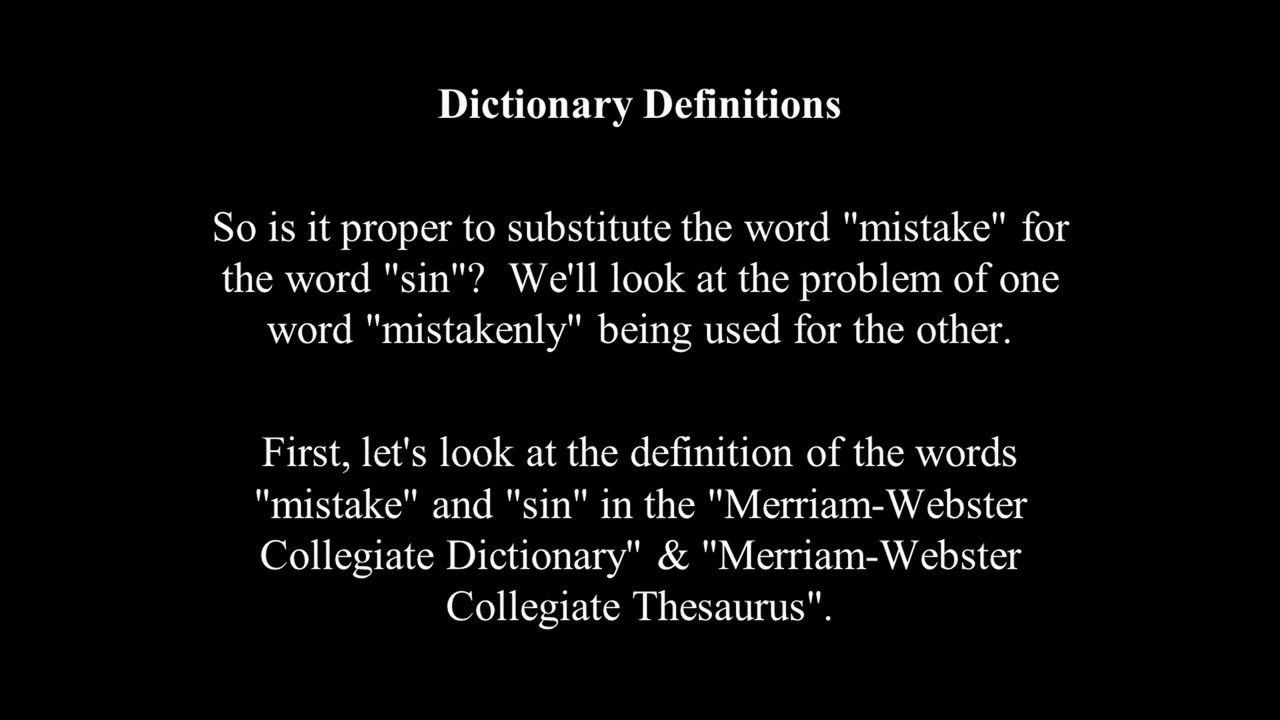 Dictionary Definitions
So is it proper to substitute the word "mistake" for
the word "sin"?  We'll look at the problem of one
word "mistakenly" being used for the other.
First, let's look at the definition of the words
"mistake" and "sin" in the "Merriam-Webster
Collegiate Dictionary" & "Merriam-Webster
Collegiate Thesaurus".